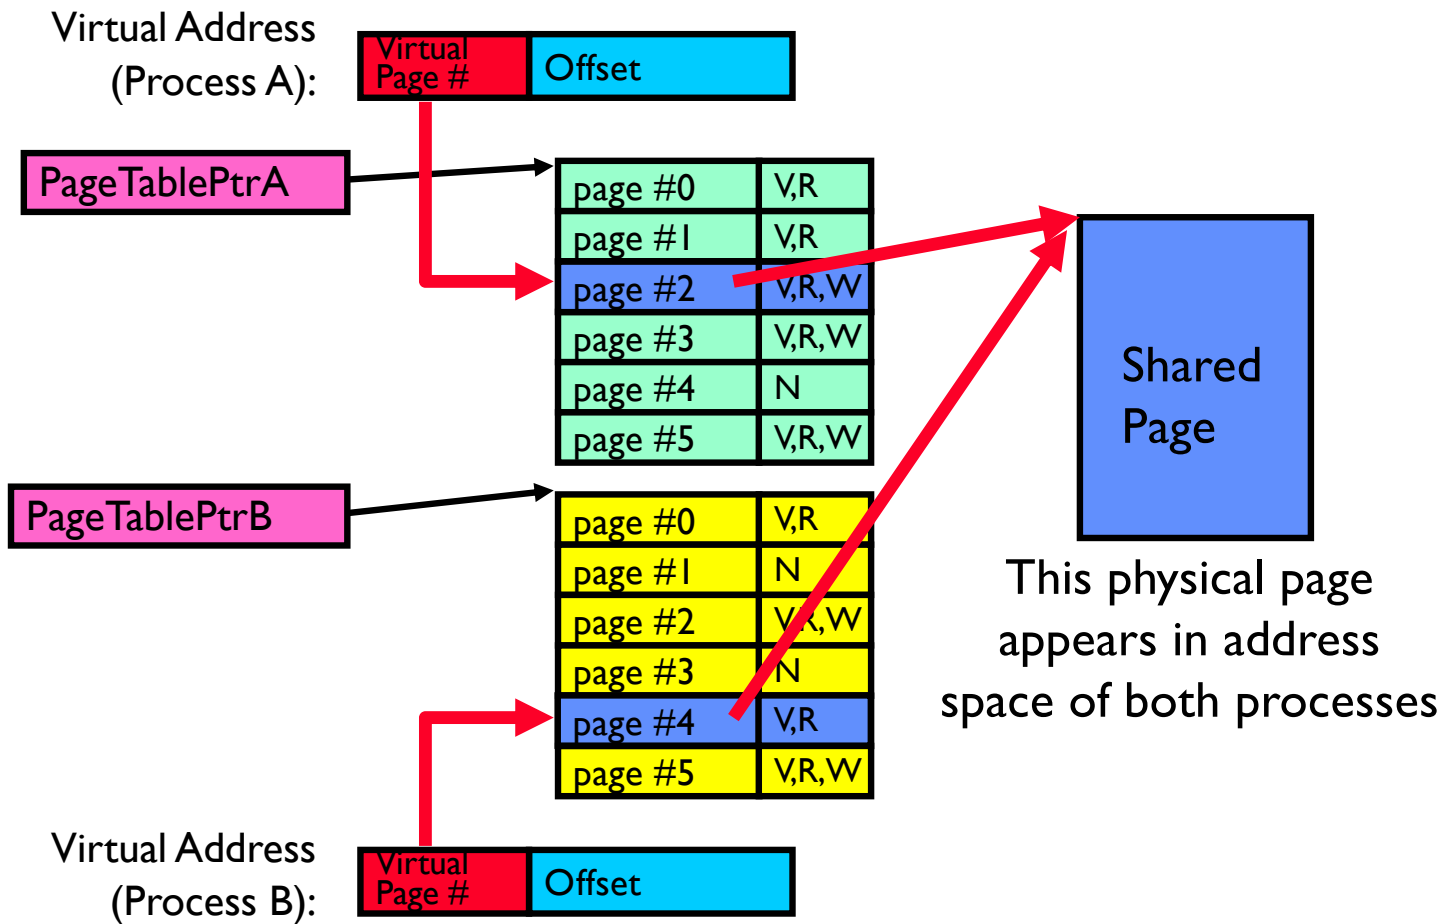 Virtual Address
(Process A):
Virtual
Page #
Offset
PageTablePtrA
page #0 V,R
page #1 V,R
page #2 V,R,W
page #3 V,R,W
page #4 N
page #5 V,R,W
Shared
Page
This physical page
appears in address
space of both processes
PageTablePtrB
page #0 V,R
page #1 N
page #2 V,R,W
page #3 N
page #4 V,R
page #5 V,R,W
Virtual Address
(Process B):
Virtual
Page #
Offset